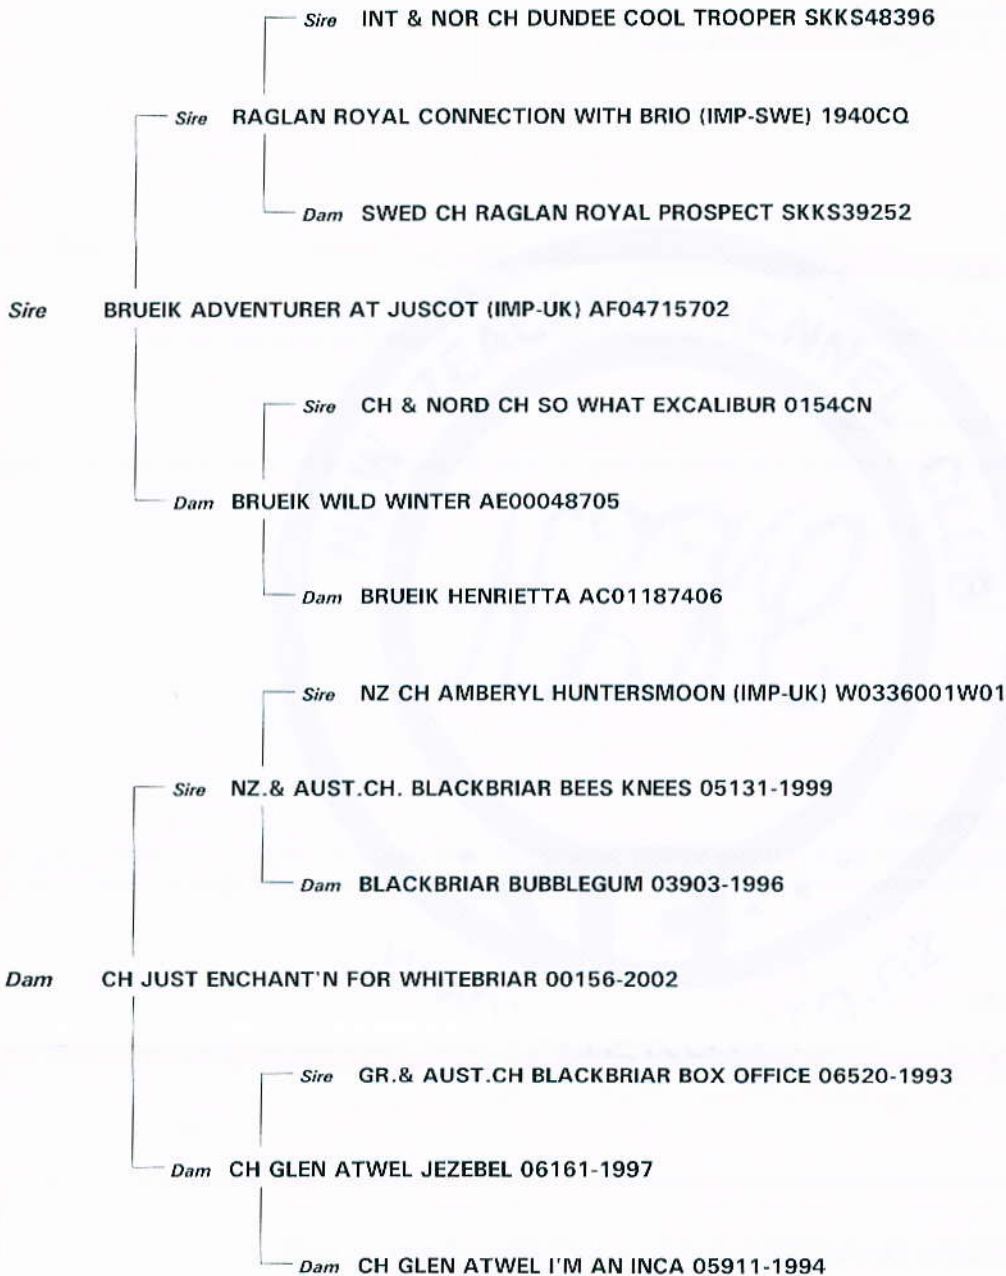 Sire INT & NOR CH DUNDEE COOL TROOPER SKKS48396
Sire RAGLAN ROYAL CONNECTION WITH BRIO (IMP-SWE) 1940CQ
Dam SWED CH RAGLAN ROYAL PROSPECT SKKS39252
Sire BRUEIK ADVENTURER AT JUSCOT (IMP-UK) AF04715702
Sire CH & NORD CH SO WHAT EXCALIBUR 0154CN
Dam BRUEIK WILD WINTER AE00048705
Dam BRUEIK HENRIETTA AC01187406
Sire NZ CH AMBERYL HUNTERSMOON (IMP-UK) W0336001W01
Sire NZ.& AUST.CH. BLACKBRIAR BEES KNEES 05131-1999
Dam BLACKBRIAR BUBBLEGUM 03903-1996
Dam CH JUST ENCHANT'N FOR WHITEBRIAR 00156-2002
Sire GR.& AUST.CH BLACKBRIAR BOX OFFICE 06520-1993
Dam CH GLEN ATWEL JEZEBEL 06161-1997
Dam CH GLEN ATWEL I'M AN INCA 05911-1994